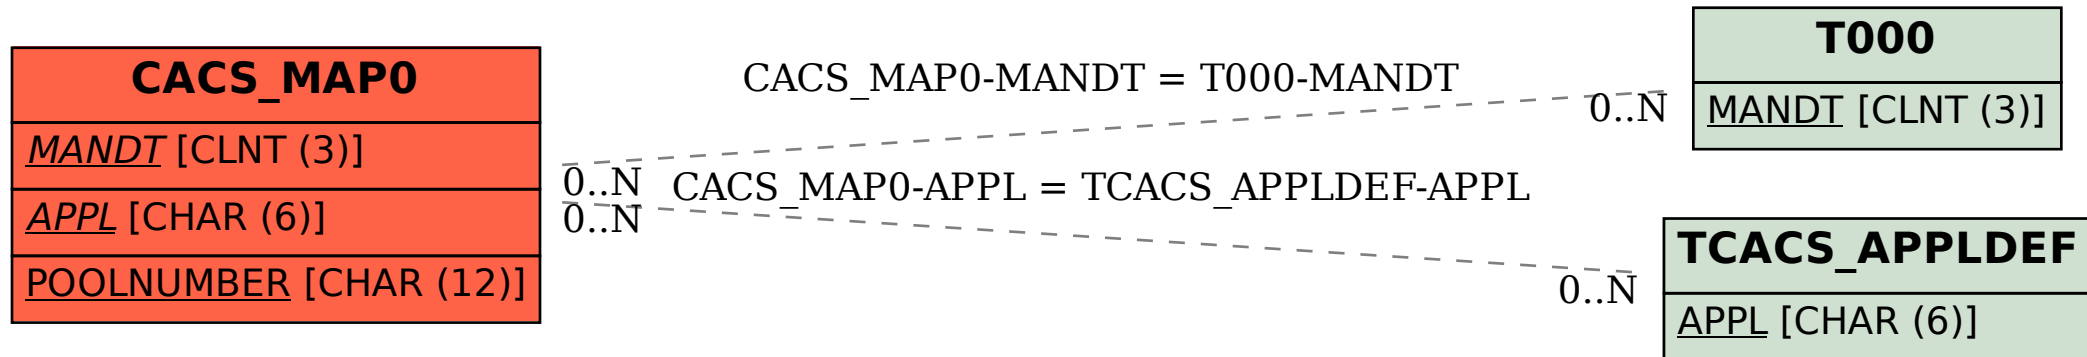 CACS_MAP0
MANDT [CLNT (3)]
APPL [CHAR (6)]
POOLNUMBER [CHAR (12)]
CACS_MAP0-MANDT = T000-MANDT
0..N
0..N
CACS_MAP0-APPL = TCACS_APPLDEF-APPL
0..N
0..N
T000
MANDT [CLNT (3)]
TCACS_APPLDEF
APPL [CHAR (6)]